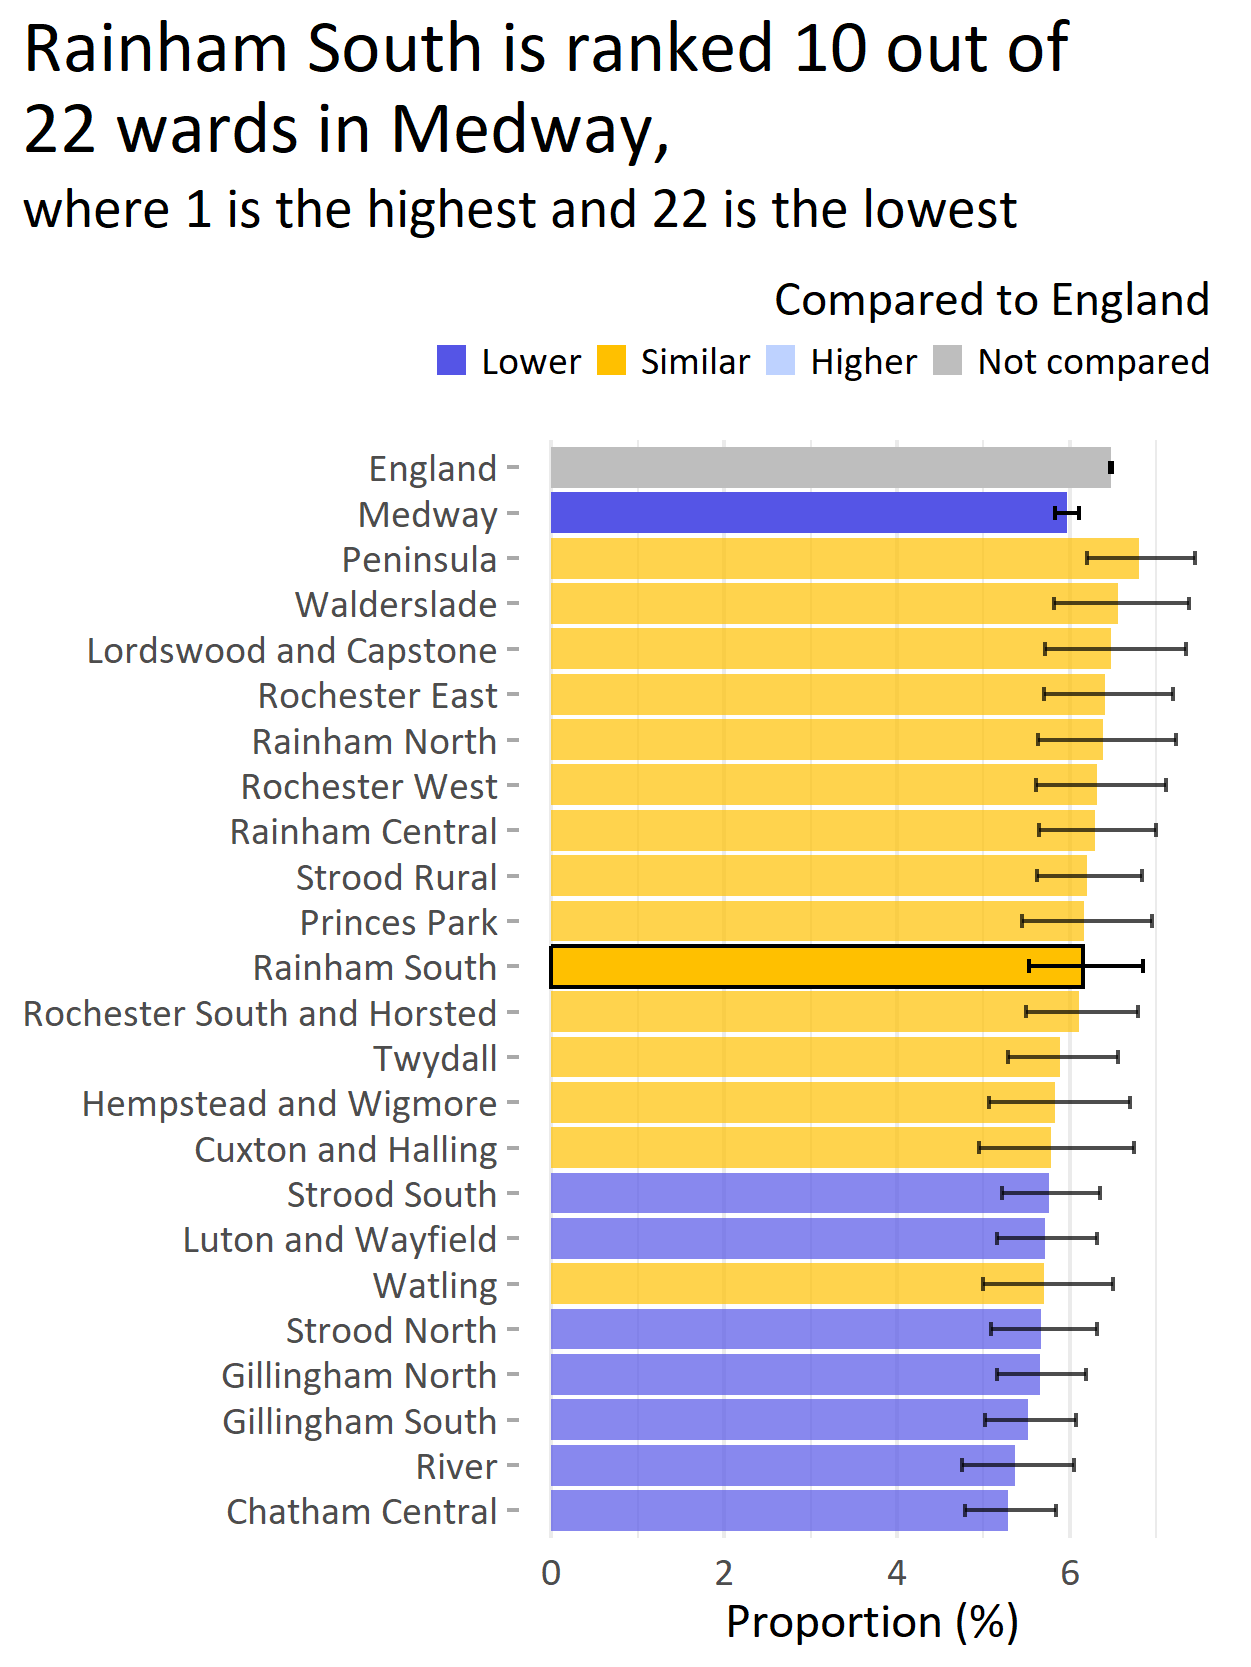 Rainham South is ranked 10 out of
22 wards in Medway,
where 1 is the highest and 22 is the lowest
Compared to England
Lower Similar Higher Not compared
England
Medway
Peninsula
Walderslade
Lordswood and Capstone
Rochester East
Rainham North
Rochester West
Rainham Central
Strood Rural
Princes Park
Rainham South
Rochester South and Horsted
Twydall
Hempstead and Wigmore
Cuxton and Halling
Strood South
Luton and Wayfield
Watling
Strood North
Gillingham North
Gillingham South
River
Chatham Central
0 2 4 6
Proportion (%)